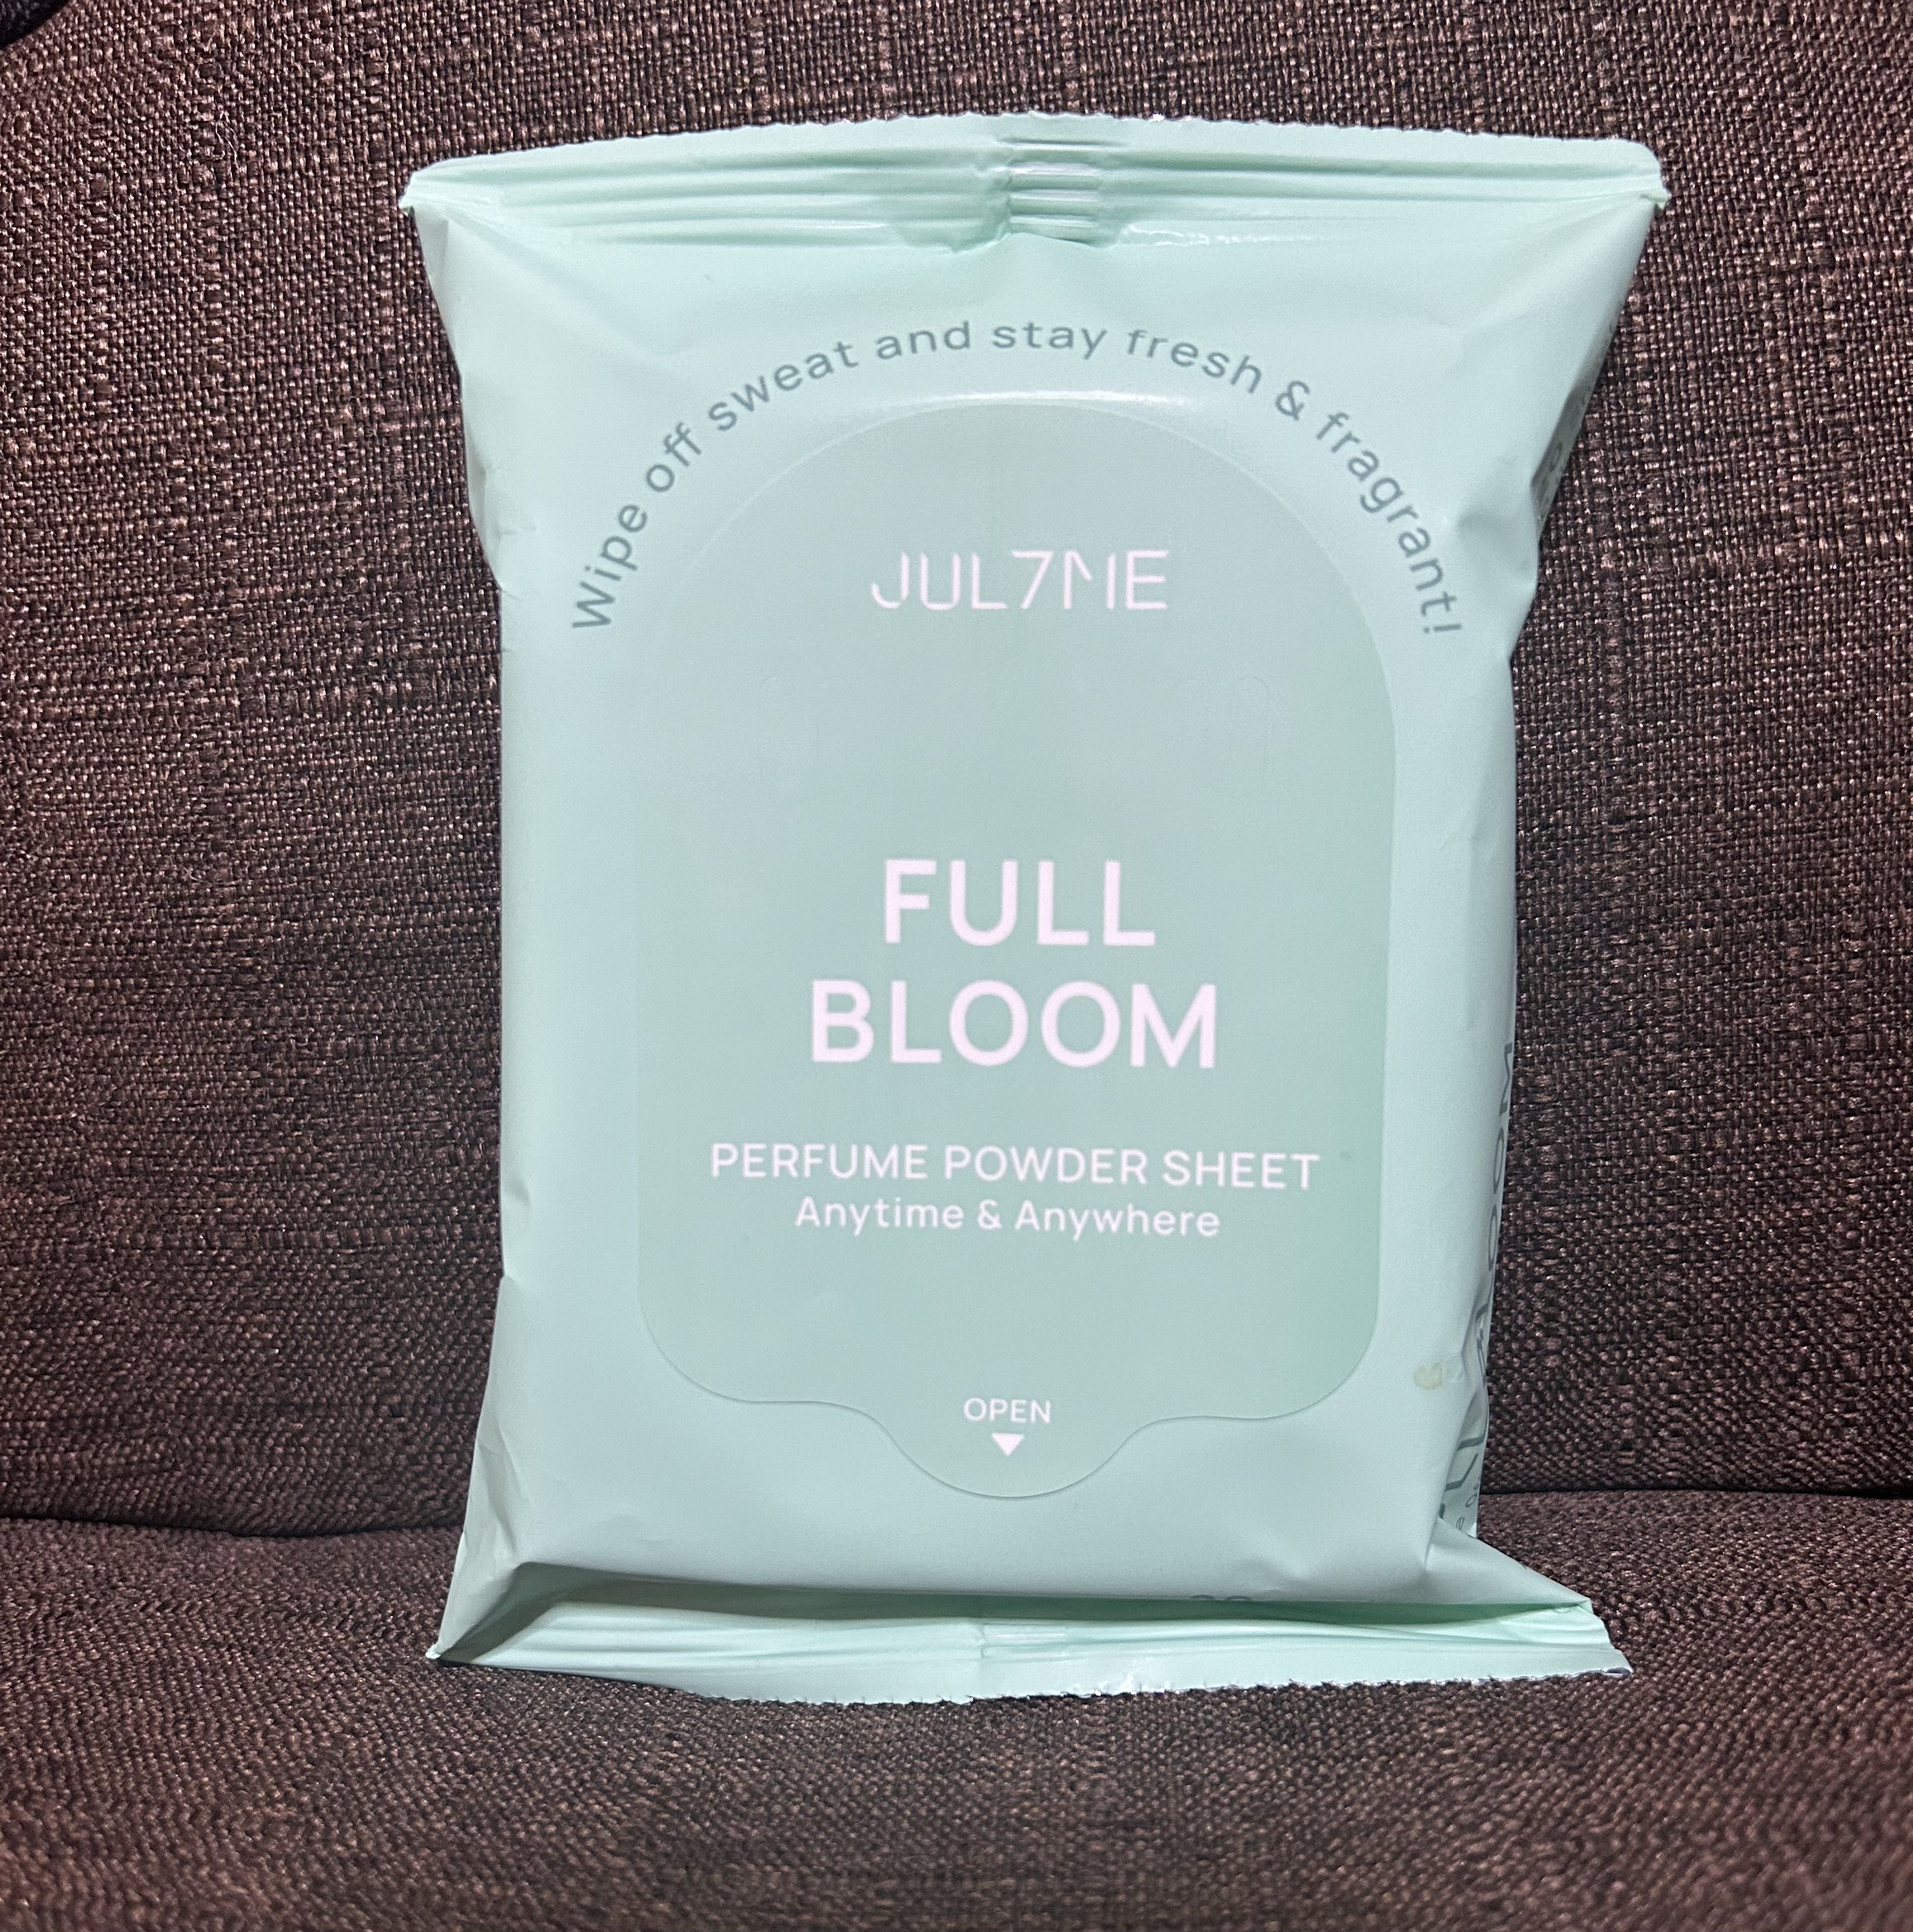 Wipe off sweat and stay fresh & fragrant!
JUL7ME
FULL
BLOOM
PERFUME POWDER SHEET
Anytime & Anywhere
OPEN